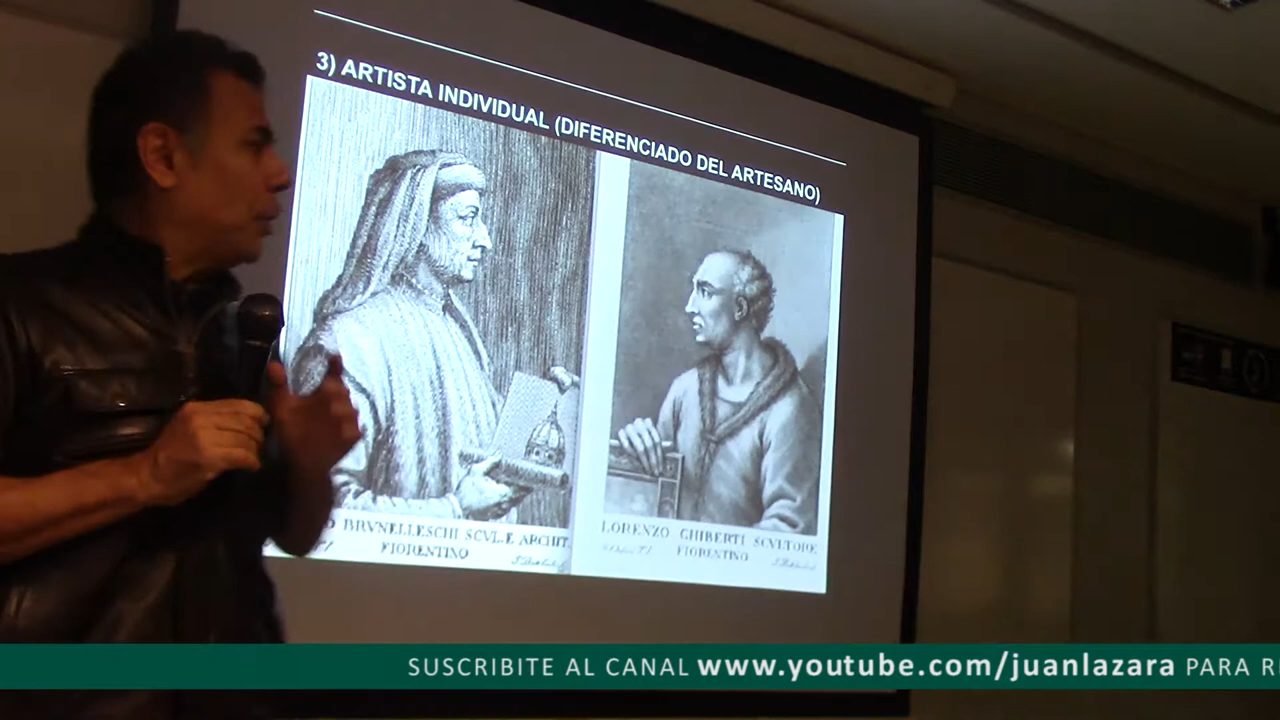 3) ARTISTA INDIVIDUAL (DIFERENCIADO DEL ARTESANO)
BRVNELLESCHI SCVL.E ARCHIT
FIORENTINO
LORENZO GHIBERTI SCVLTORE
FIORENTINO
SUSCRIBITE AL CANAL www.youtube.com/juanlazara PARA R